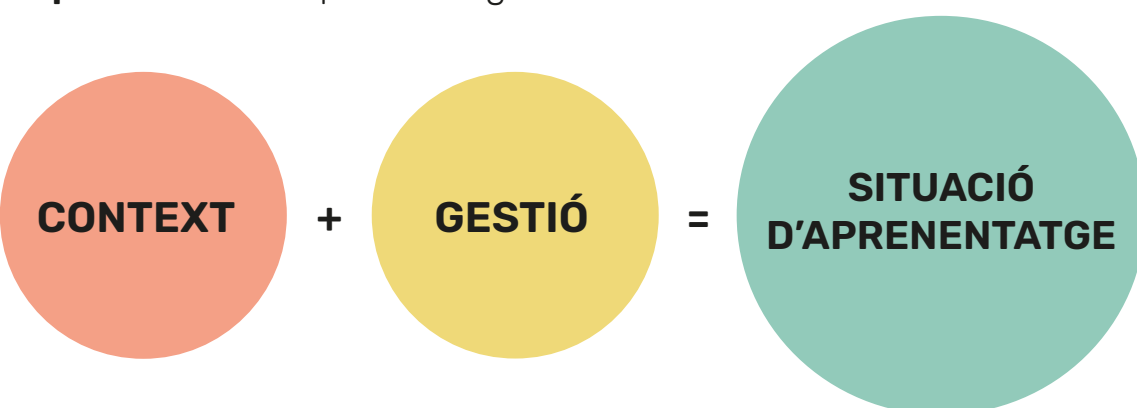 CONTEXT + GESTIÓ = SITUACIÓ
D'APRENENTATGE